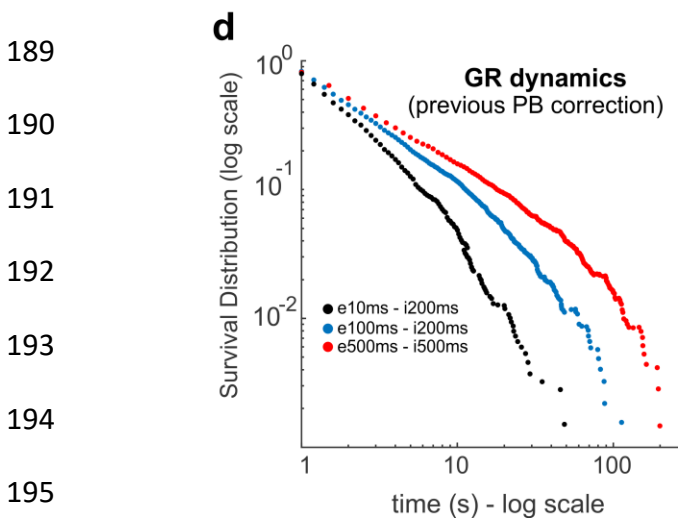 d
189
190
191
192
193
194
195
GR dynamics
(previous PB correction)
Survival Distribution (log scale)
10^0
10^-1
10^-2
e10ms - i200ms
e100ms - i200ms
e500ms - i500ms
1
10
100
time (s) - log scale